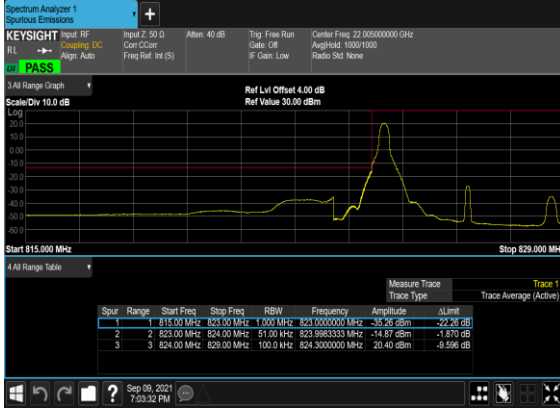 Spectrum Analyzer 1
Spurious Emissions
+
KEYSIGHT Input: RF Input Z: 50 Ω Atten: 40 dB Trig: Free Run Center Freq: 22.005000000 GHz
RL Coupling: DC Corr CCorr Gate: Off Avg|Hold: 1000/1000
Align: Auto Freq Ref: Int (S) IF Gain: Low Radio Std: None
LXI PASS
3 All Range Graph
Ref Lvl Offset 4.00 dB
Scale/Div 10.0 dB Ref Value 30.00 dBm
Log
20.0
10.0
0.00
-10.0
-20.0
-30.0
-40.0
-50.0
-60.0
Start 815.000 MHz Stop 829.000 MH
4 All Range Table
Measure Trace Trace 1
Trace Type Trace Average (Active)
Spur Range Start Freq Stop Freq RBW Frequency Amplitude ΔLimit
1 1 815.00 MHz 823.00 MHz 1.000 MHz 823.0000000 MHz -35.26 dBm -22.26 dB
2 2 823.00 MHz 824.00 MHz 51.00 kHz 823.9983333 MHz -14.87 dBm -1.870 dB
3 3 824.00 MHz 829.00 MHz 100.0 kHz 824.3000000 MHz 20.40 dBm -9.596 dB
? Sep 09, 2021
7:03:32 PM